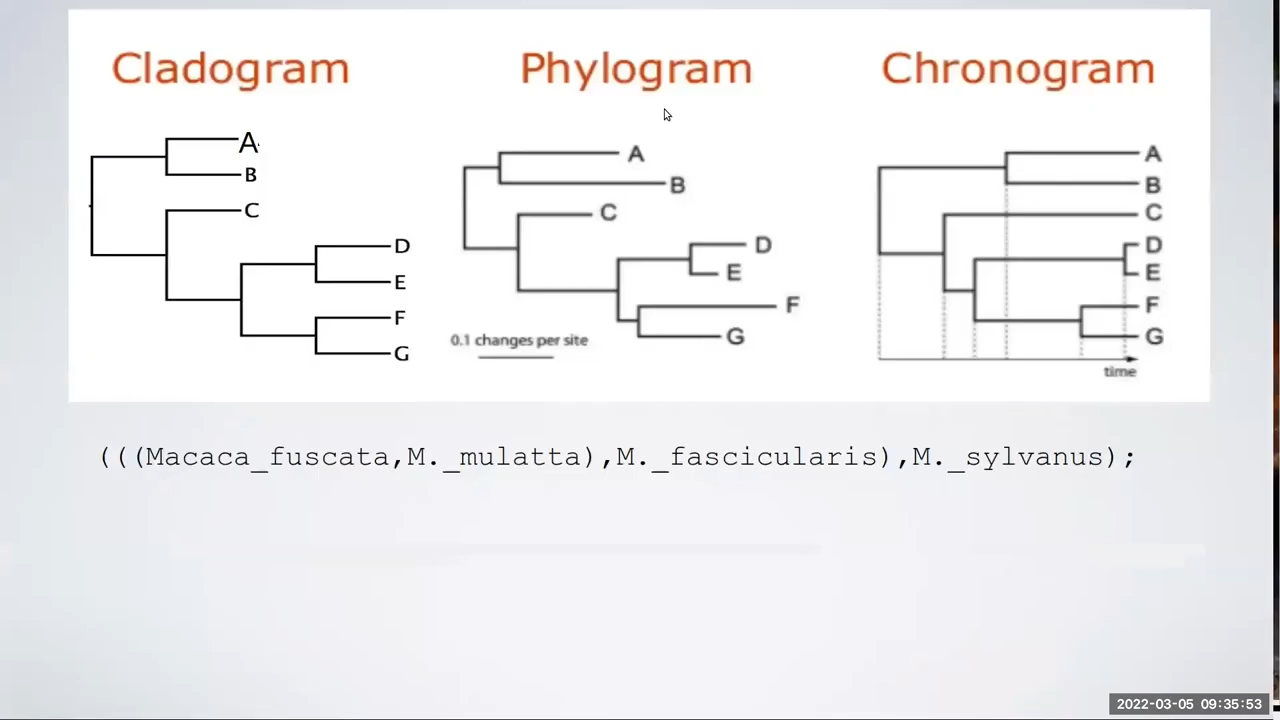 Cladogram
Phylogram
Chronogram
A
B
C
D
E
F
G
A
B
C
D
E
F
G
0.1 changes per site
A
B
C
D
E
F
G
time
(((Macaca_fuscata,M._mulatta),M._fascicularis),M._sylvanus);
2022-03-05 09:35:53